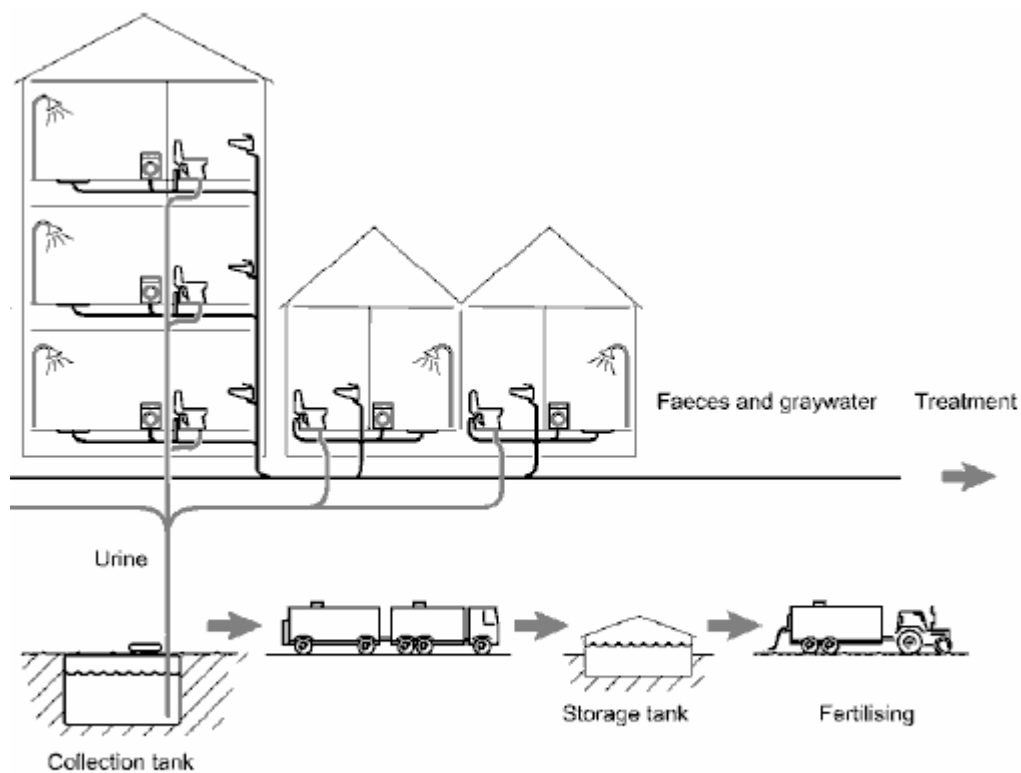 Faeces and graywater
Treatment
Urine
Storage tank
Fertilising
Collection tank